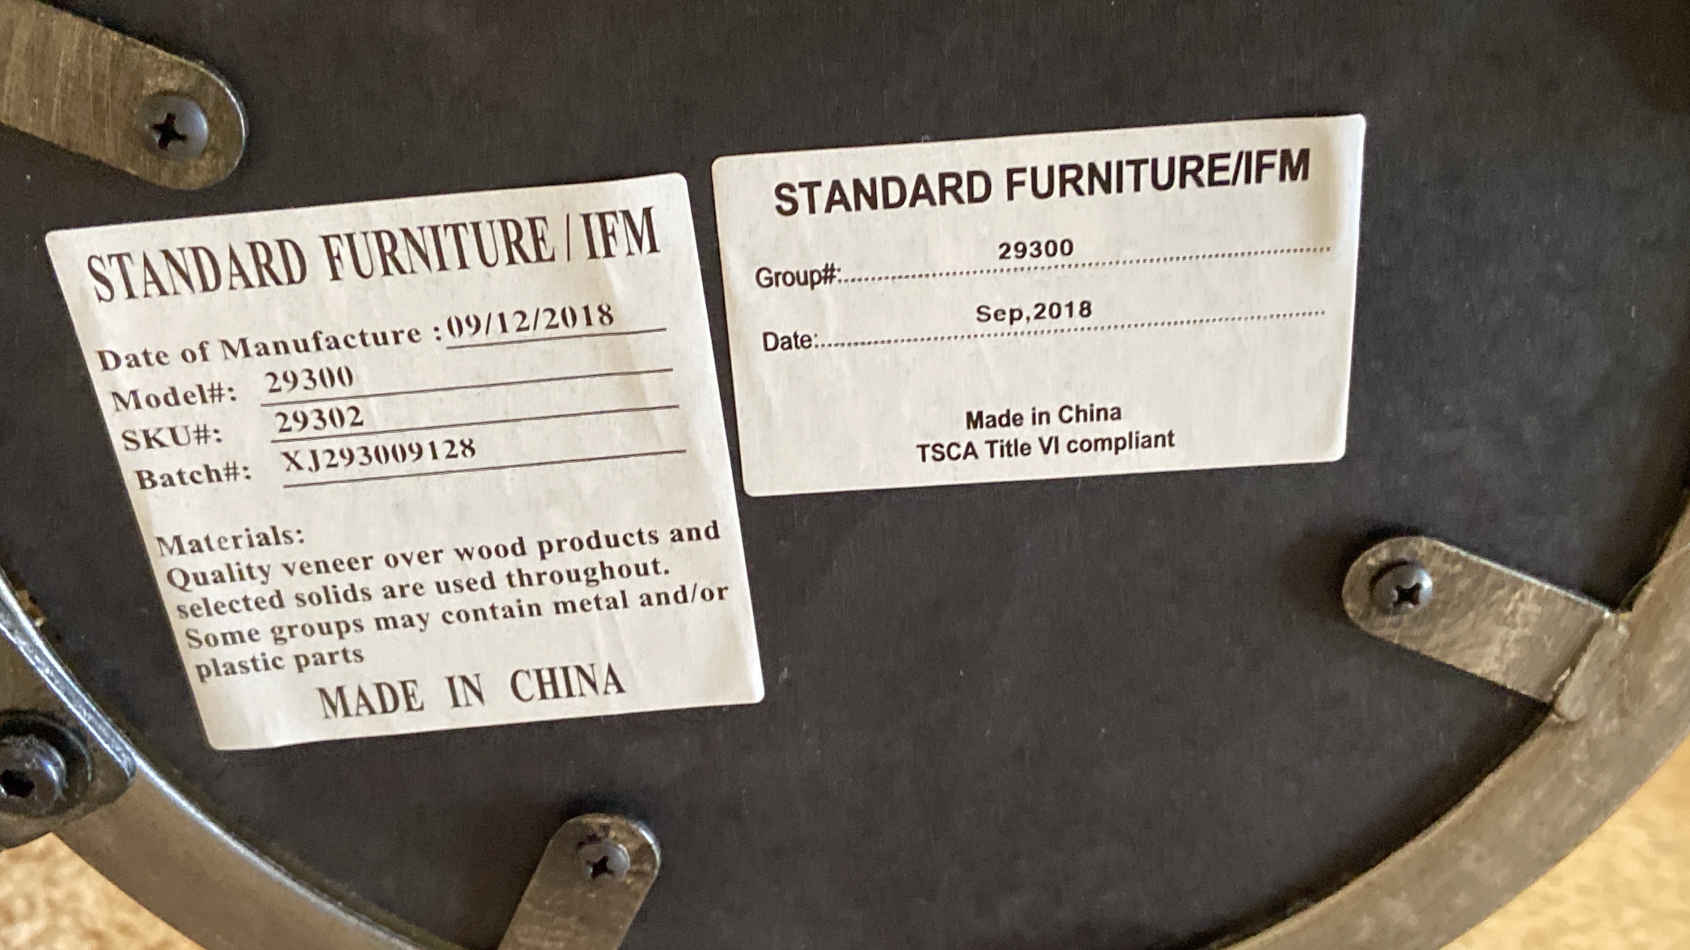 STANDARD FURNITURE / IFM
Date of Manufacture : 09/12/2018
Model#: 29300
SKU#: 29302
Batch#: XJ293009128
Materials:
Quality veneer over wood products and
selected solids are used throughout.
Some groups may contain metal and/or
plastic parts
MADE IN CHINA
STANDARD FURNITURE/IFM
Group#: 29300
Date: Sep,2018
Made in China
TSCA Title VI compliant